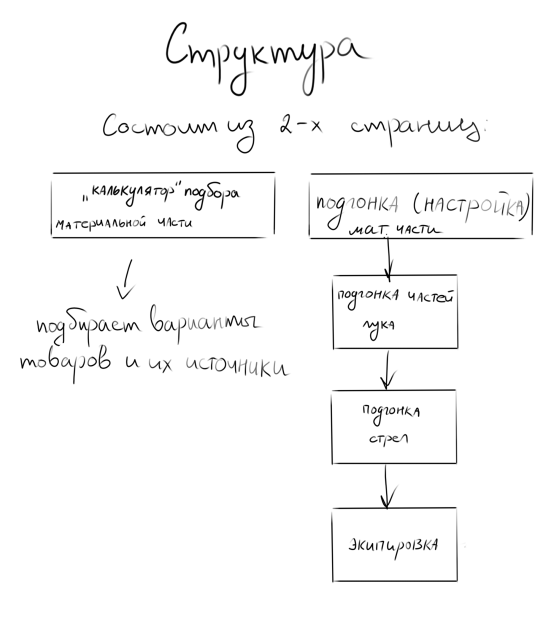 Структура
Состоит из 2-х страниц:
„калькулятор" подбора
материальной части
подбирает варианты
товаров и их источники
подгонка (настройка)
мат. части
подгонка частей
лука
подгонка
стрел
экипировка